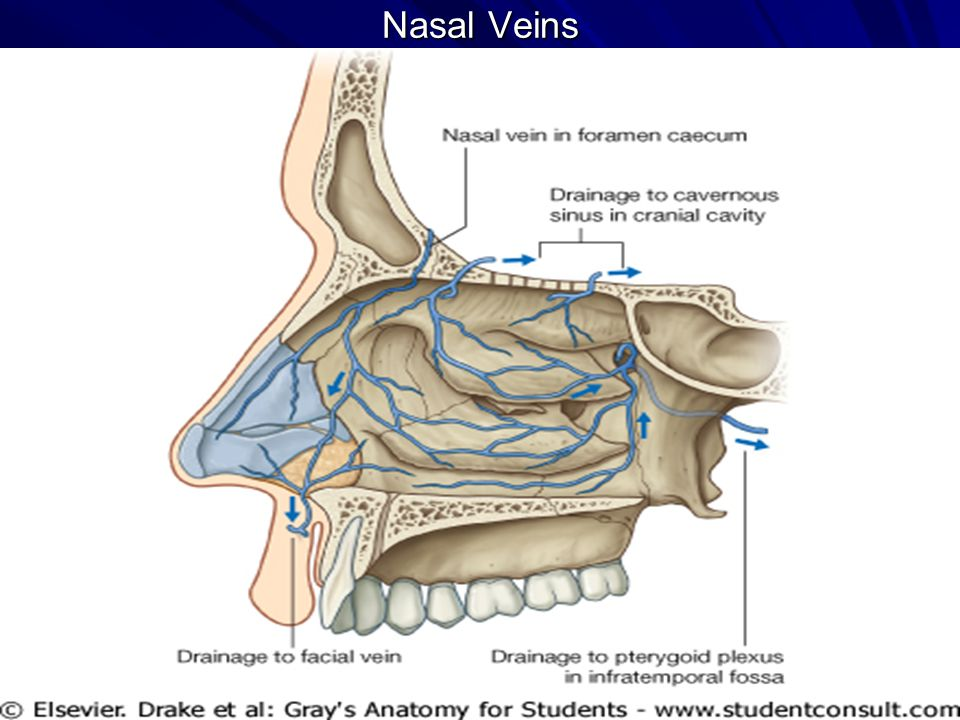 Nasal Veins
Nasal vein in foramen caecum
Drainage to cavernous
sinus in cranial cavity
Drainage to facial vein
Drainage to pterygoid plexus
in infratemporal fossa
© Elsevier. Drake et al: Gray's Anatomy for Students - www.studentconsult.com